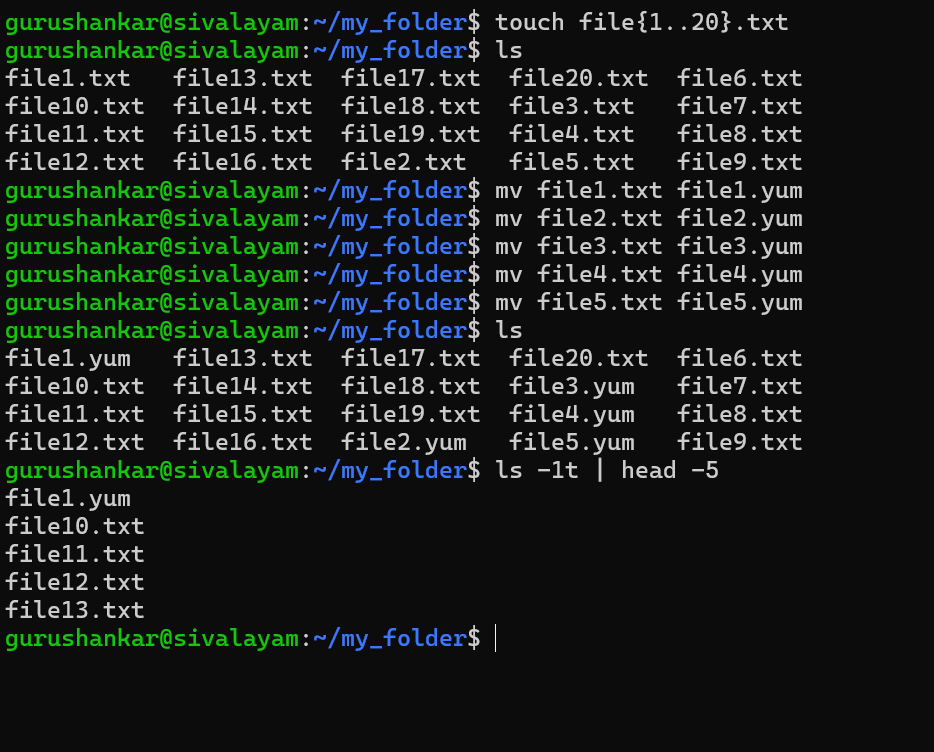 gurushankar@sivalayam:~/my_folder$ touch file{1..20}.txt
gurushankar@sivalayam:~/my_folder$ ls
file1.txt   file13.txt  file17.txt  file20.txt  file6.txt
file10.txt  file14.txt  file18.txt  file3.txt   file7.txt
file11.txt  file15.txt  file19.txt  file4.txt   file8.txt
file12.txt  file16.txt  file2.txt   file5.txt   file9.txt
gurushankar@sivalayam:~/my_folder$ mv file1.txt file1.yum
gurushankar@sivalayam:~/my_folder$ mv file2.txt file2.yum
gurushankar@sivalayam:~/my_folder$ mv file3.txt file3.yum
gurushankar@sivalayam:~/my_folder$ mv file4.txt file4.yum
gurushankar@sivalayam:~/my_folder$ mv file5.txt file5.yum
gurushankar@sivalayam:~/my_folder$ ls
file1.yum   file13.txt  file17.txt  file20.txt  file6.txt
file10.txt  file14.txt  file18.txt  file3.yum   file7.txt
file11.txt  file15.txt  file19.txt  file4.yum   file8.txt
file12.txt  file16.txt  file2.yum   file5.yum   file9.txt
gurushankar@sivalayam:~/my_folder$ ls -1t | head -5
file1.yum
file10.txt
file11.txt
file12.txt
file13.txt
gurushankar@sivalayam:~/my_folder$